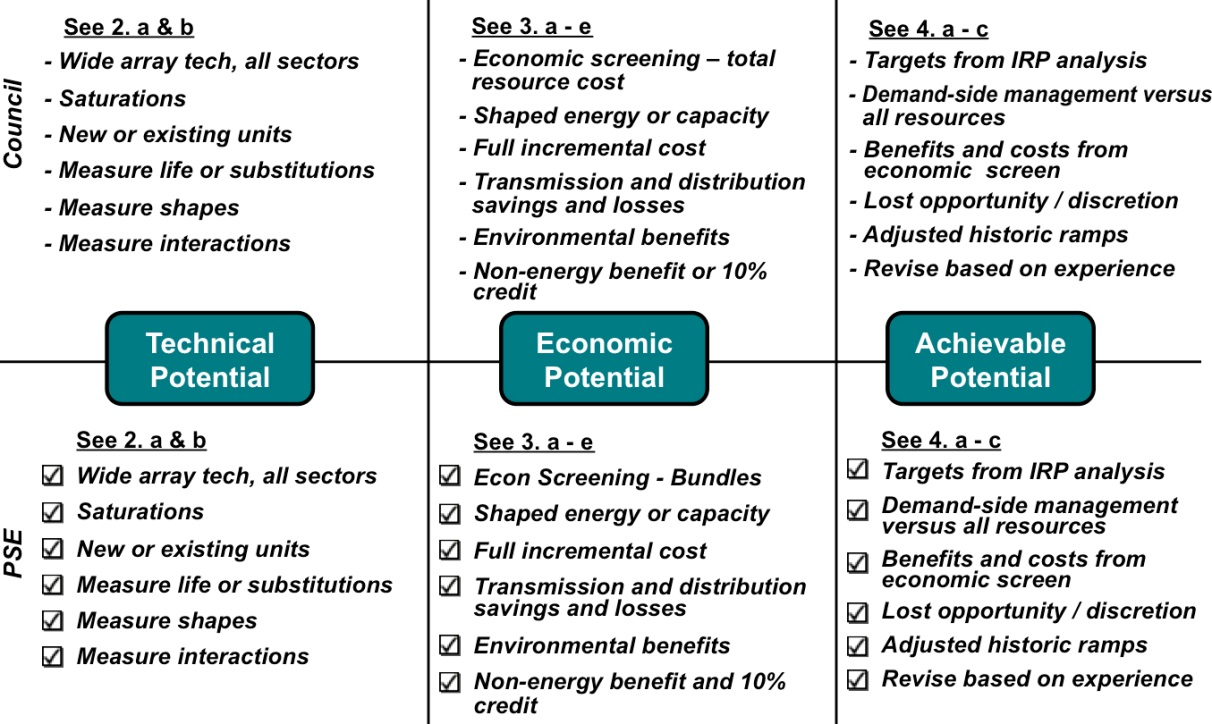 Council
See 2. a & b
- Wide array tech, all sectors
- Saturations
- New or existing units
- Measure life or substitutions
- Measure shapes
- Measure interactions
See 3. a - e
- Economic screening – total
resource cost
- Shaped energy or capacity
- Full incremental cost
- Transmission and distribution
savings and losses
- Environmental benefits
- Non-energy benefit or 10%
credit
See 4. a - c
- Targets from IRP analysis
- Demand-side management versus
all resources
- Benefits and costs from
economic screen
- Lost opportunity / discretion
- Adjusted historic ramps
- Revise based on experience
Technical
Potential
Economic
Potential
Achievable
Potential
PSE
See 2. a & b
Wide array tech, all sectors
Saturations
New or existing units
Measure life or substitutions
Measure shapes
Measure interactions
See 3. a - e
Econ Screening - Bundles
Shaped energy or capacity
Full incremental cost
Transmission and distribution
savings and losses
Environmental benefits
Non-energy benefit and 10%
credit
See 4. a - c
Targets from IRP analysis
Demand-side management
versus all resources
Benefits and costs from
economic screen
Lost opportunity / discretion
Adjusted historic ramps
Revise based on experience